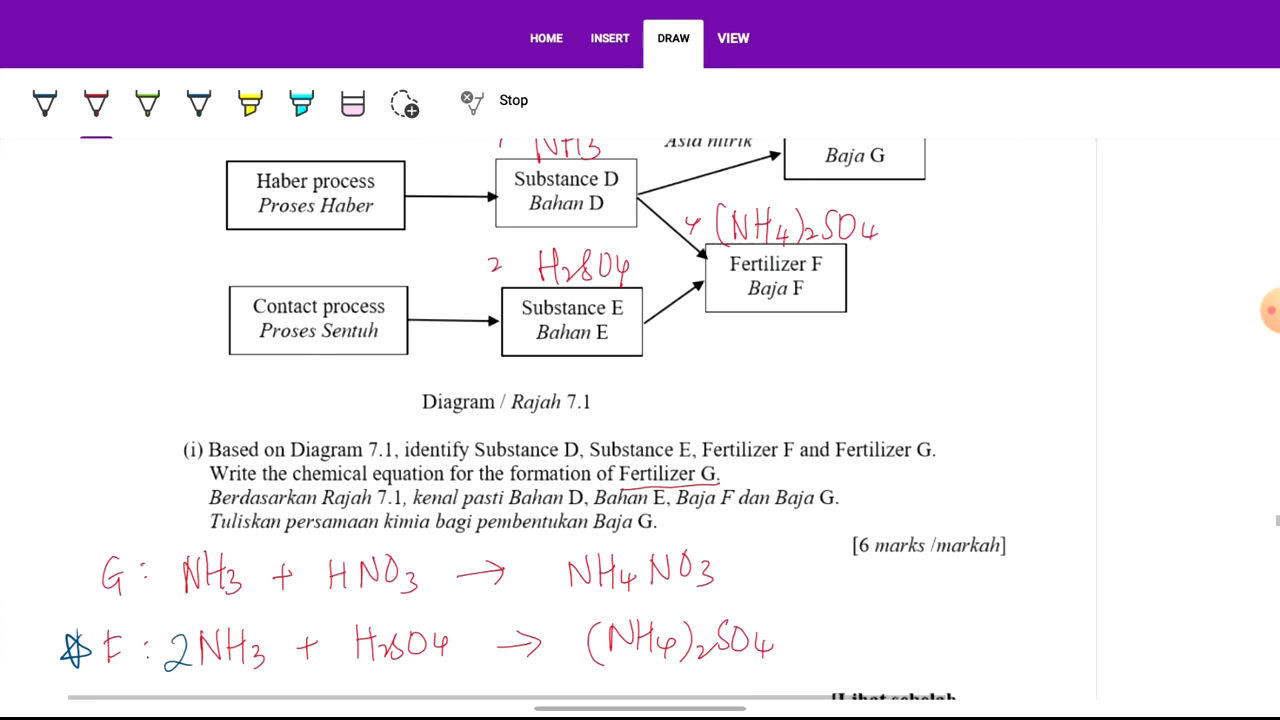 HOME INSERT DRAW VIEW
Stop
1 NH3
Asid nitrik
Baja G
Haber process
Proses Haber
Substance D
Bahan D
4 (NH4)2SO4
Fertilizer F
Baja F
2 H2SO4
Contact process
Proses Sentuh
Substance E
Bahan E
Diagram / Rajah 7.1
(i) Based on Diagram 7.1, identify Substance D, Substance E, Fertilizer F and Fertilizer G.
Write the chemical equation for the formation of Fertilizer G.
Berdasarkan Rajah 7.1, kenal pasti Bahan D, Bahan E, Baja F dan Baja G.
Tuliskan persamaan kimia bagi pembentukan Baja G.
[6 marks /markah]
G : NH3 + HNO3 → NH4NO3
F : 2NH3 + H2SO4 → (NH4)2SO4
[Lihat sebelah